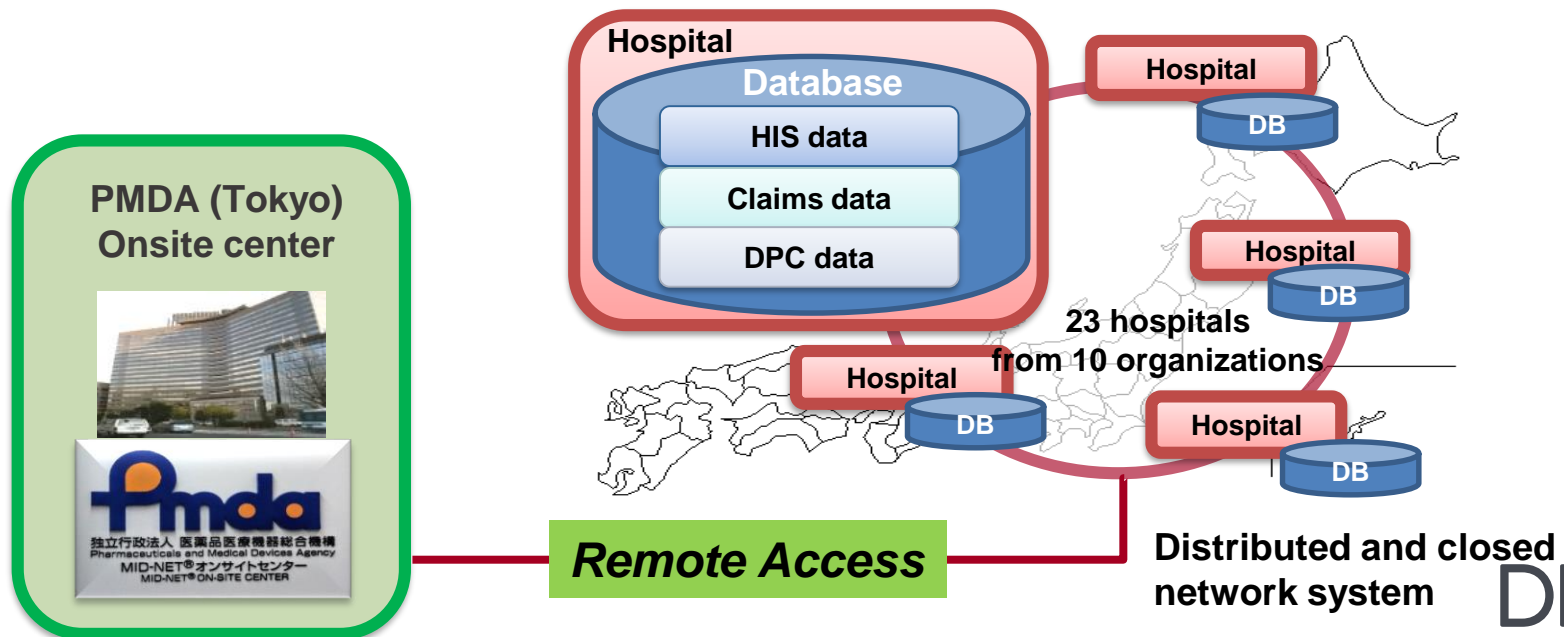 PMDA (Tokyo)
Onsite center
Pmda
独立行政法人 医薬品医療機器総合機構
Pharmaceuticals and Medical Devices Agency
MID-NET®オンサイトセンター
MID-NET® ON-SITE CENTER
Hospital
Database
HIS data
Claims data
DPC data
Hospital
DB
Hospital
DB
23 hospitals
from 10 organizations
Hospital
DB
Hospital
DB
Remote Access
Distributed and closed
network system